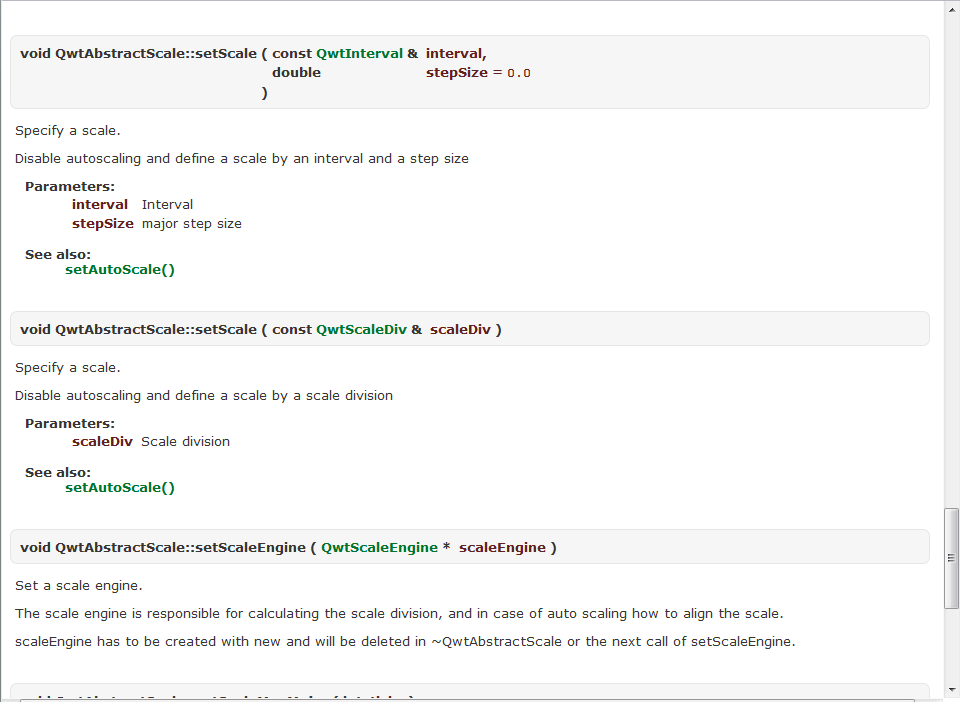 void QwtAbstractScale::setScale ( const QwtInterval & interval,
double stepSize = 0.0
)
Specify a scale.
Disable autoscaling and define a scale by an interval and a step size
Parameters:
interval Interval
stepSize major step size
See also:
setAutoScale()
void QwtAbstractScale::setScale ( const QwtScaleDiv & scaleDiv )
Specify a scale.
Disable autoscaling and define a scale by a scale division
Parameters:
scaleDiv Scale division
See also:
setAutoScale()
void QwtAbstractScale::setScaleEngine ( QwtScaleEngine * scaleEngine )
Set a scale engine.
The scale engine is responsible for calculating the scale division, and in case of auto scaling how to align the scale.
scaleEngine has to be created with new and will be deleted in ~QwtAbstractScale or the next call of setScaleEngine.